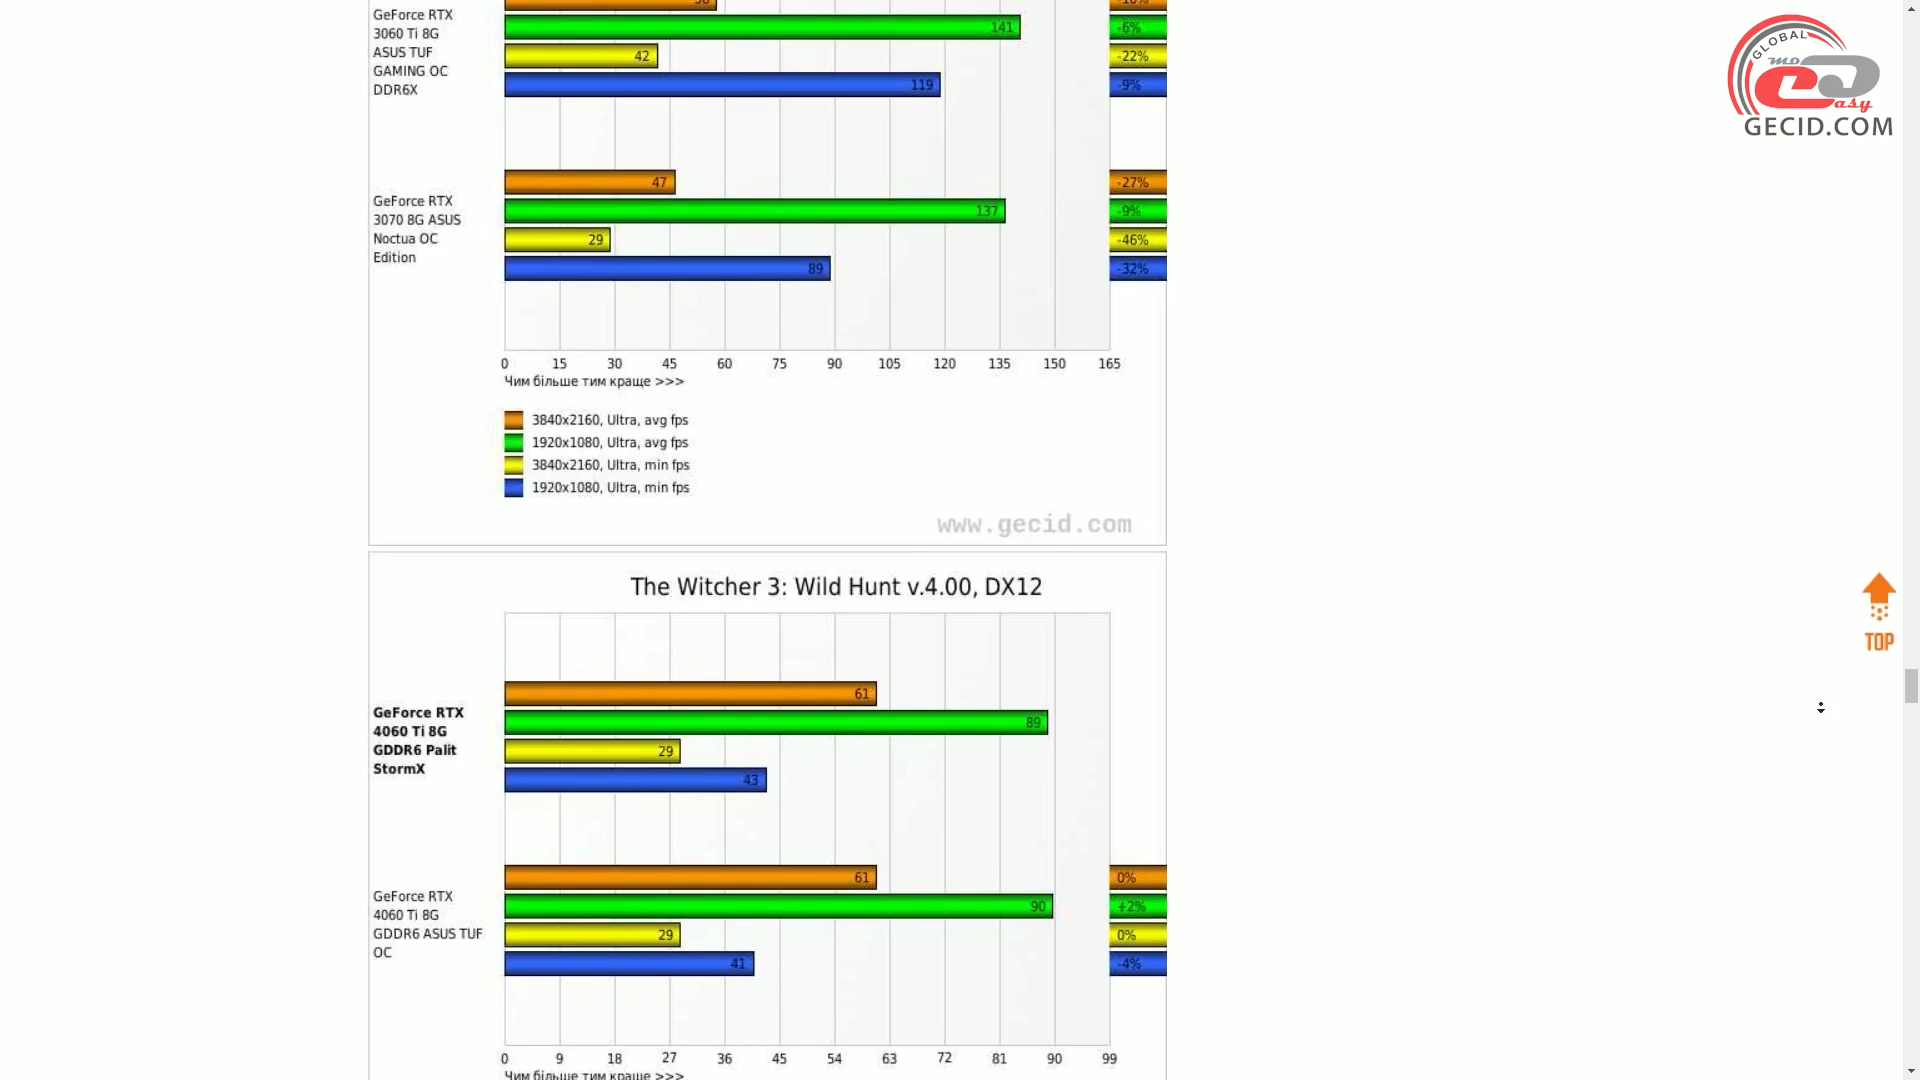 58
-10%
GeForce RTX
3060 Ti 8G
ASUS TUF
GAMING OC
DDR6X
141
-6%
42
-22%
119
-9%
47
-27%
GeForce RTX
3070 8G ASUS
Noctua OC
Edition
137
-9%
29
-46%
89
-32%
0 15 30 45 60 75 90 105 120 135 150 165
Чим більше тим краще >>>
3840x2160, Ultra, avg fps
1920x1080, Ultra, avg fps
3840x2160, Ultra, min fps
1920x1080, Ultra, min fps
www.gecid.com
The Witcher 3: Wild Hunt v.4.00, DX12
GeForce RTX
4060 Ti 8G
GDDR6 Palit
StormX
61
89
29
43
GeForce RTX
4060 Ti 8G
GDDR6 ASUS TUF
OC
61
0%
90
+2%
29
0%
41
-4%
0 9 18 27 36 45 54 63 72 81 90 99
Чим більше тим краще >>>
GLOBAL
mo
asy
GECID.COM
TOP